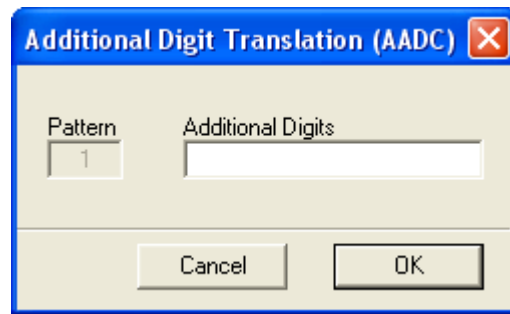 Additional Digit Translation (AADC)
Pattern Additional Digits
1
Cancel OK